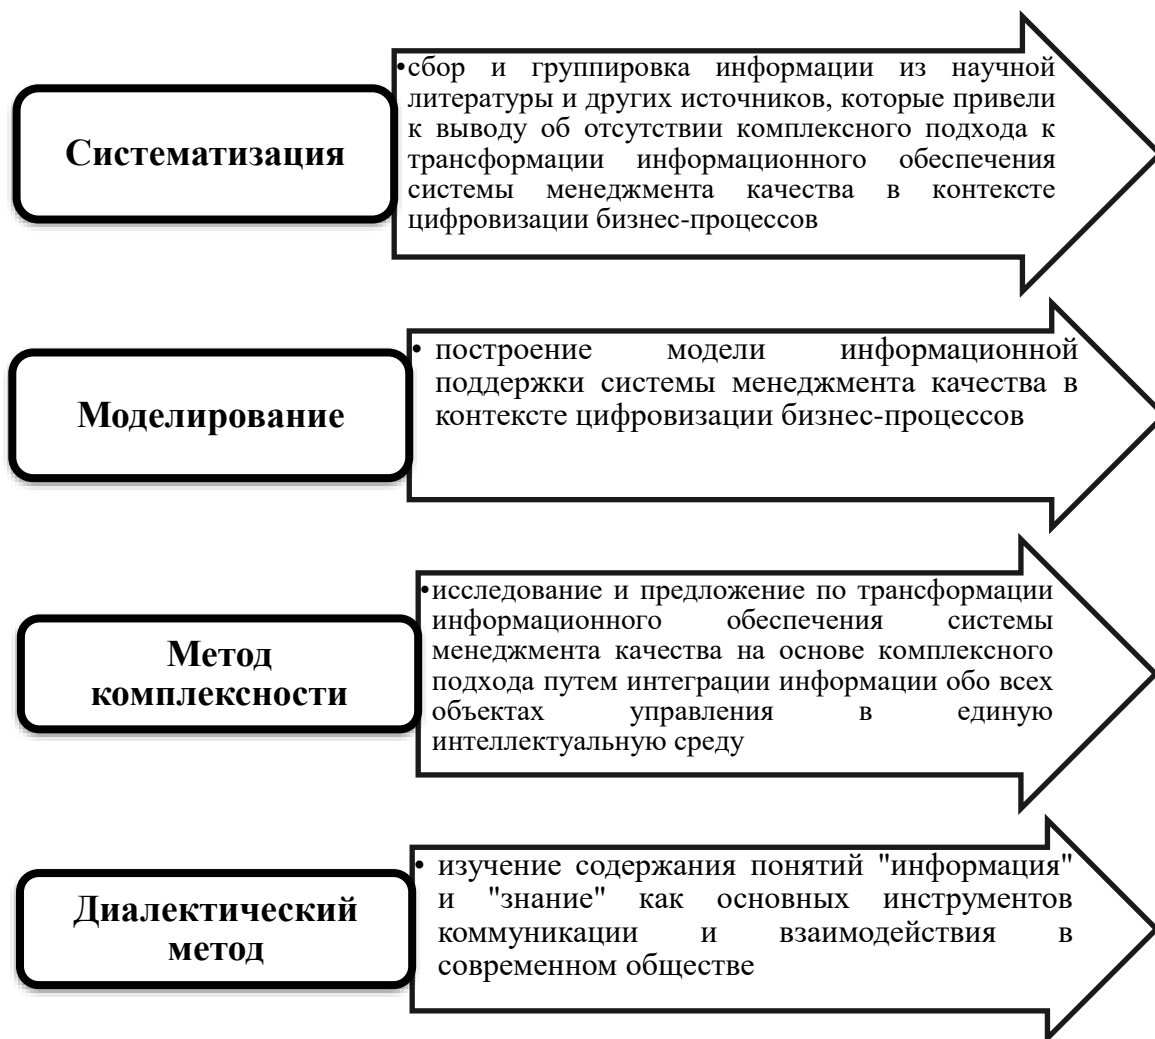 Систематизация
•сбор и группировка информации из научной
литературы и других источников, которые привели
к выводу об отсутствии комплексного подхода к
трансформации информационного обеспечения
системы менеджмента качества в контексте
цифровизации бизнес-процессов
Моделирование
• построение модели информационной
поддержки системы менеджмента качества в
контексте цифровизации бизнес-процессов
Метод
комплексности
•исследование и предложение по трансформации
информационного обеспечения системы
менеджмента качества на основе комплексного
подхода путем интеграции информации обо всех
объектах управления в единую
интеллектуальную среду
Диалектический
метод
• изучение содержания понятий "информация"
и "знание" как основных инструментов
коммуникации и взаимодействия в
современном обществе